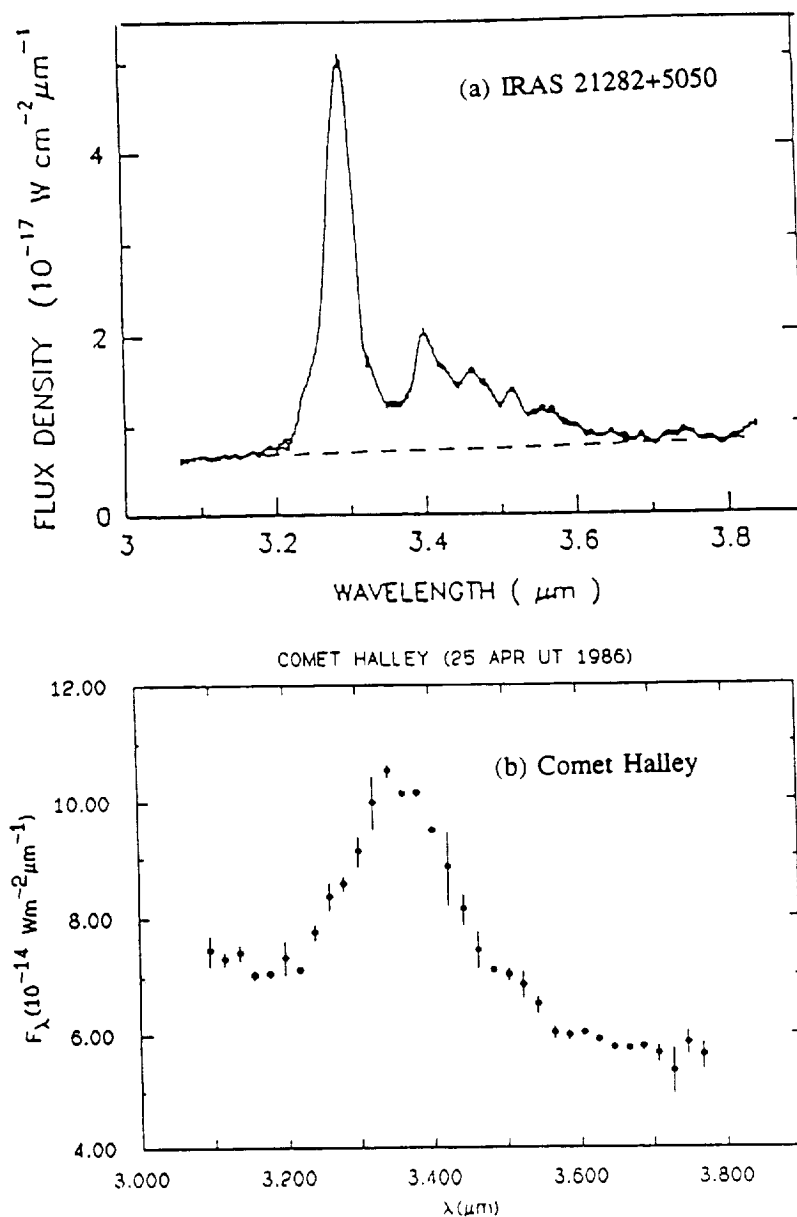 (a) IRAS 21282+5050
FLUX DENSITY (10⁻¹⁷ W cm⁻² μm⁻¹
4
2
0
3
3.2
3.4
3.6
3.8
WAVELENGTH ( μm )
COMET HALLEY (25 APR UT 1986)
(b) Comet Halley
F_λ(10⁻¹⁴ Wm⁻²μm⁻¹)
12.00
10.00
8.00
6.00
4.00
3.000
3.200
3.400
3.600
3.800
λ(μm)